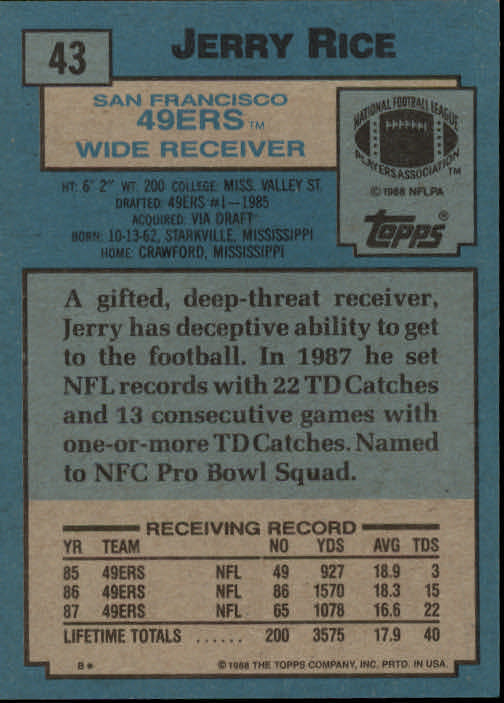 43
JERRY RICE
SAN FRANCISCO
49ERS TM
WIDE RECEIVER
NATIONAL FOOTBALL LEAGUE
PLAYERS ASSOCIATION TM
© 1988 NFLPA
Topps®
HT: 6' 2" WT. 200 COLLEGE: MISS. VALLEY ST.
DRAFTED: 49ERS #1—1985
ACQUIRED: VIA DRAFT
BORN: 10-13-62, STARKVILLE, MISSISSIPPI
HOME: CRAWFORD, MISSISSIPPI
A gifted, deep-threat receiver,
Jerry has deceptive ability to get
to the football. In 1987 he set
NFL records with 22 TD Catches
and 13 consecutive games with
one-or-more TD Catches. Named
to NFC Pro Bowl Squad.
RECEIVING RECORD
YR TEAM NO YDS AVG TDS
85 49ERS NFL 49 927 18.9 3
86 49ERS NFL 86 1570 18.3 15
87 49ERS NFL 65 1078 16.6 22
LIFETIME TOTALS ...... 200 3575 17.9 40
B* © 1988 THE TOPPS COMPANY, INC. PRTD. IN USA.